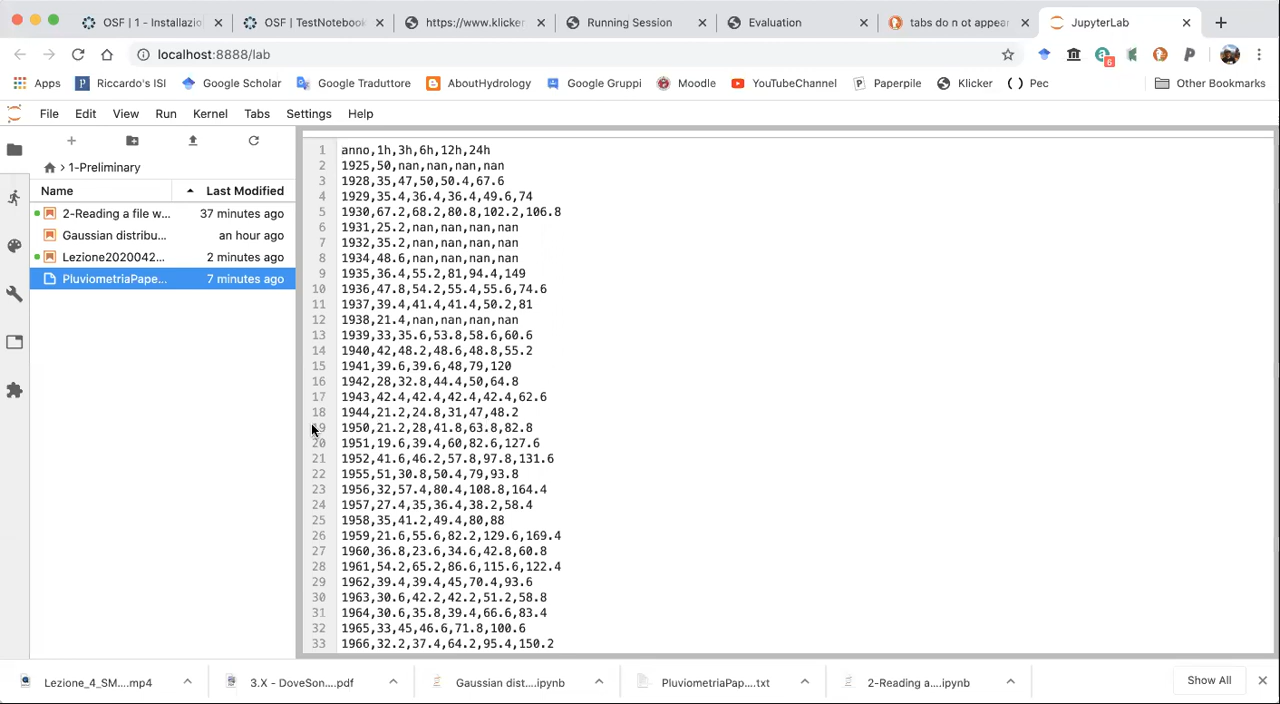 OSF | 1 - Installazio
OSF | TestNotebook
https://www.klicker
Running Session
Evaluation
tabs do n ot appear
JupyterLab
localhost:8888/lab
6
Apps
Riccardo's ISI
Google Scholar
Google Traduttore
AboutHydrology
Google Gruppi
Moodle
YouTubeChannel
Paperpile
Klicker
Pec
Other Bookmarks
File Edit View Run Kernel Tabs Settings Help
> 1-Preliminary
Name Last Modified
2-Reading a file w... 37 minutes ago
Gaussian distribu... an hour ago
Lezione2020042... 2 minutes ago
PluviometriaPape... 7 minutes ago
1 anno,1h,3h,6h,12h,24h
2 1925,50,nan,nan,nan,nan
3 1928,35,47,50,50.4,67.6
4 1929,35.4,36.4,36.4,49.6,74
5 1930,67.2,68.2,80.8,102.2,106.8
6 1931,25.2,nan,nan,nan,nan
7 1932,35.2,nan,nan,nan,nan
8 1934,48.6,nan,nan,nan,nan
9 1935,36.4,55.2,81,94.4,149
10 1936,47.8,54.2,55.4,55.6,74.6
11 1937,39.4,41.4,41.4,50.2,81
12 1938,21.4,nan,nan,nan,nan
13 1939,33,35.6,53.8,58.6,60.6
14 1940,42,48.2,48.6,48.8,55.2
15 1941,39.6,39.6,48,79,120
16 1942,28,32.8,44.4,50,64.8
17 1943,42.4,42.4,42.4,42.4,62.6
18 1944,21.2,24.8,31,47,48.2
19 1950,21.2,28,41.8,63.8,82.8
20 1951,19.6,39.4,60,82.6,127.6
21 1952,41.6,46.2,57.8,97.8,131.6
22 1955,51,30.8,50.4,79,93.8
23 1956,32,57.4,80.4,108.8,164.4
24 1957,27.4,35,36.4,38.2,58.4
25 1958,35,41.2,49.4,80,88
26 1959,21.6,55.6,82.2,129.6,169.4
27 1960,36.8,23.6,34.6,42.8,60.8
28 1961,54.2,65.2,86.6,115.6,122.4
29 1962,39.4,39.4,45,70.4,93.6
30 1963,30.6,42.2,42.2,51.2,58.8
31 1964,30.6,35.8,39.4,66.6,83.4
32 1965,33,45,46.6,71.8,100.6
33 1966,32.2,37.4,64.2,95.4,150.2
Lezione_4_SM....mp4
3.X - DoveSon....pdf
Gaussian dist....ipynb
PluviometriaPap....txt
2-Reading a....ipynb
Show All